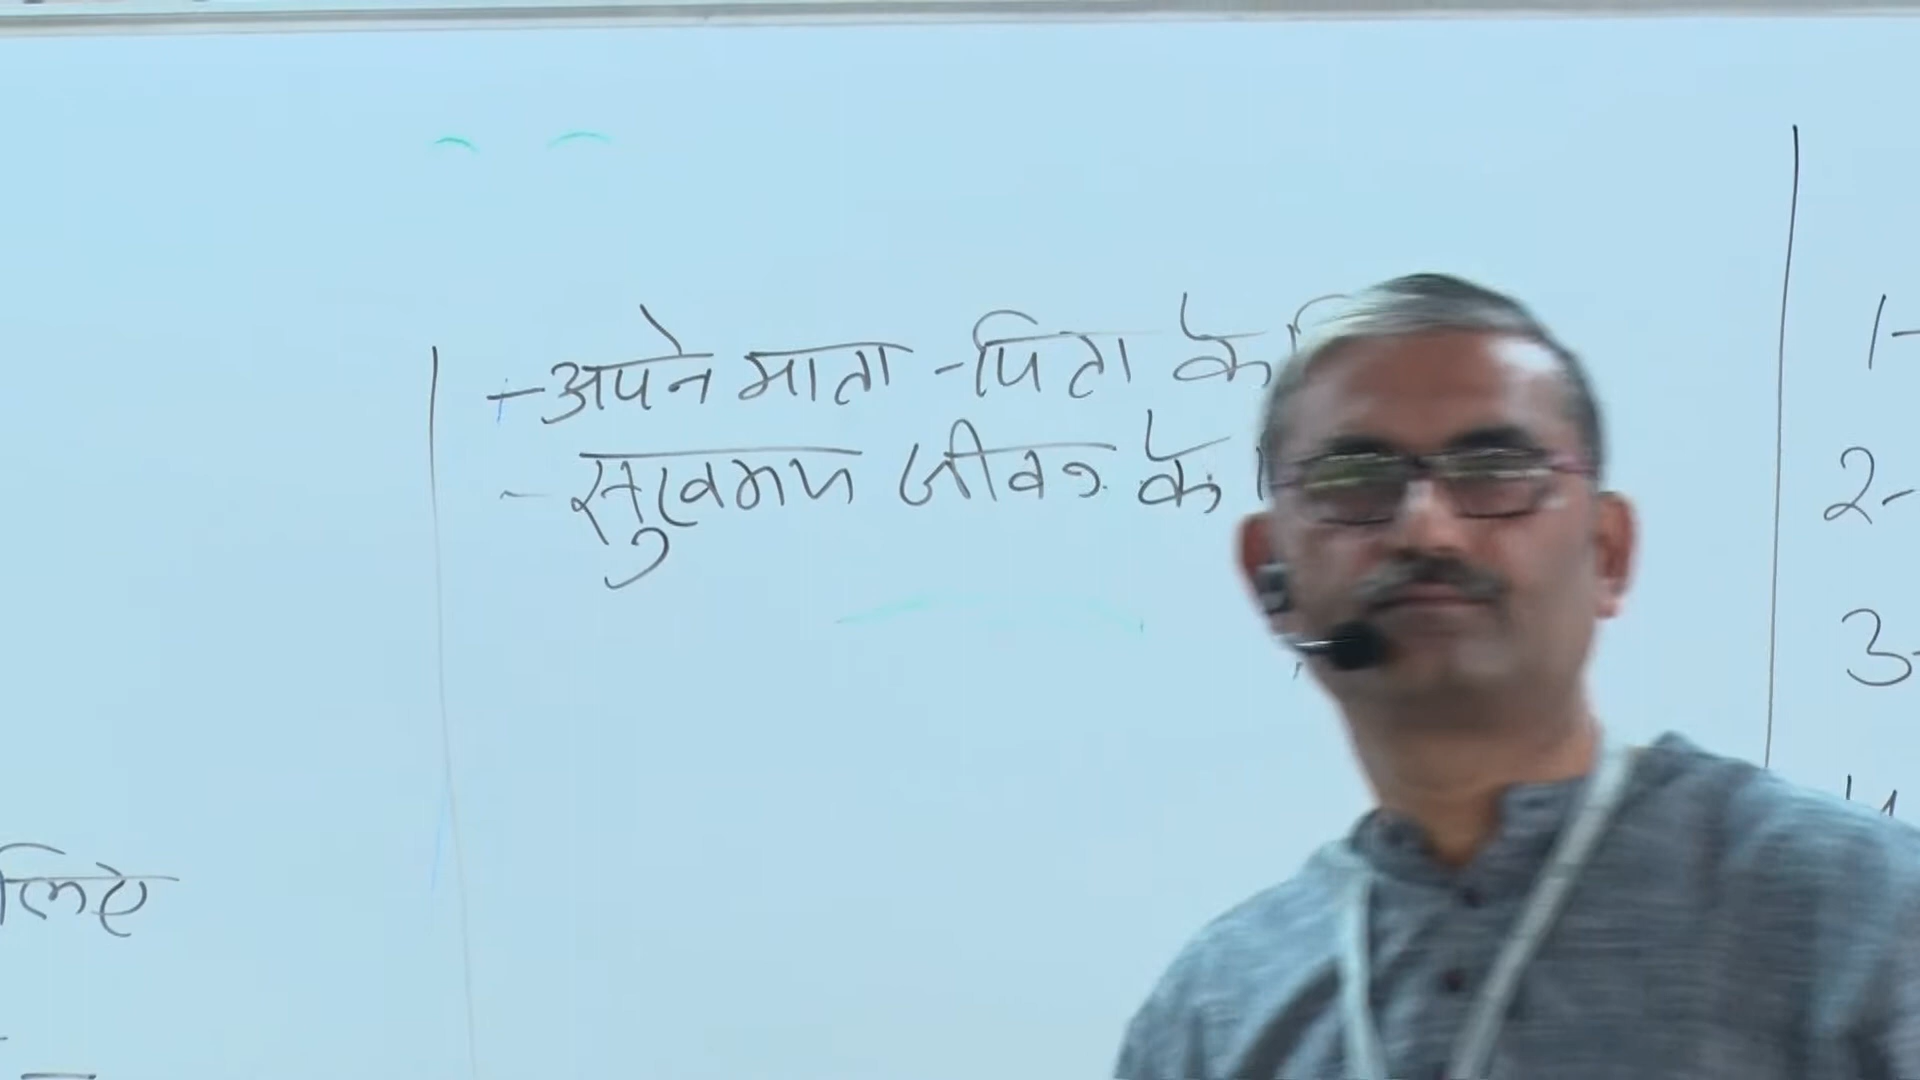 - अपने माता - पिता के
- सुखमय जीवन के
लिए
1-
2-
3-